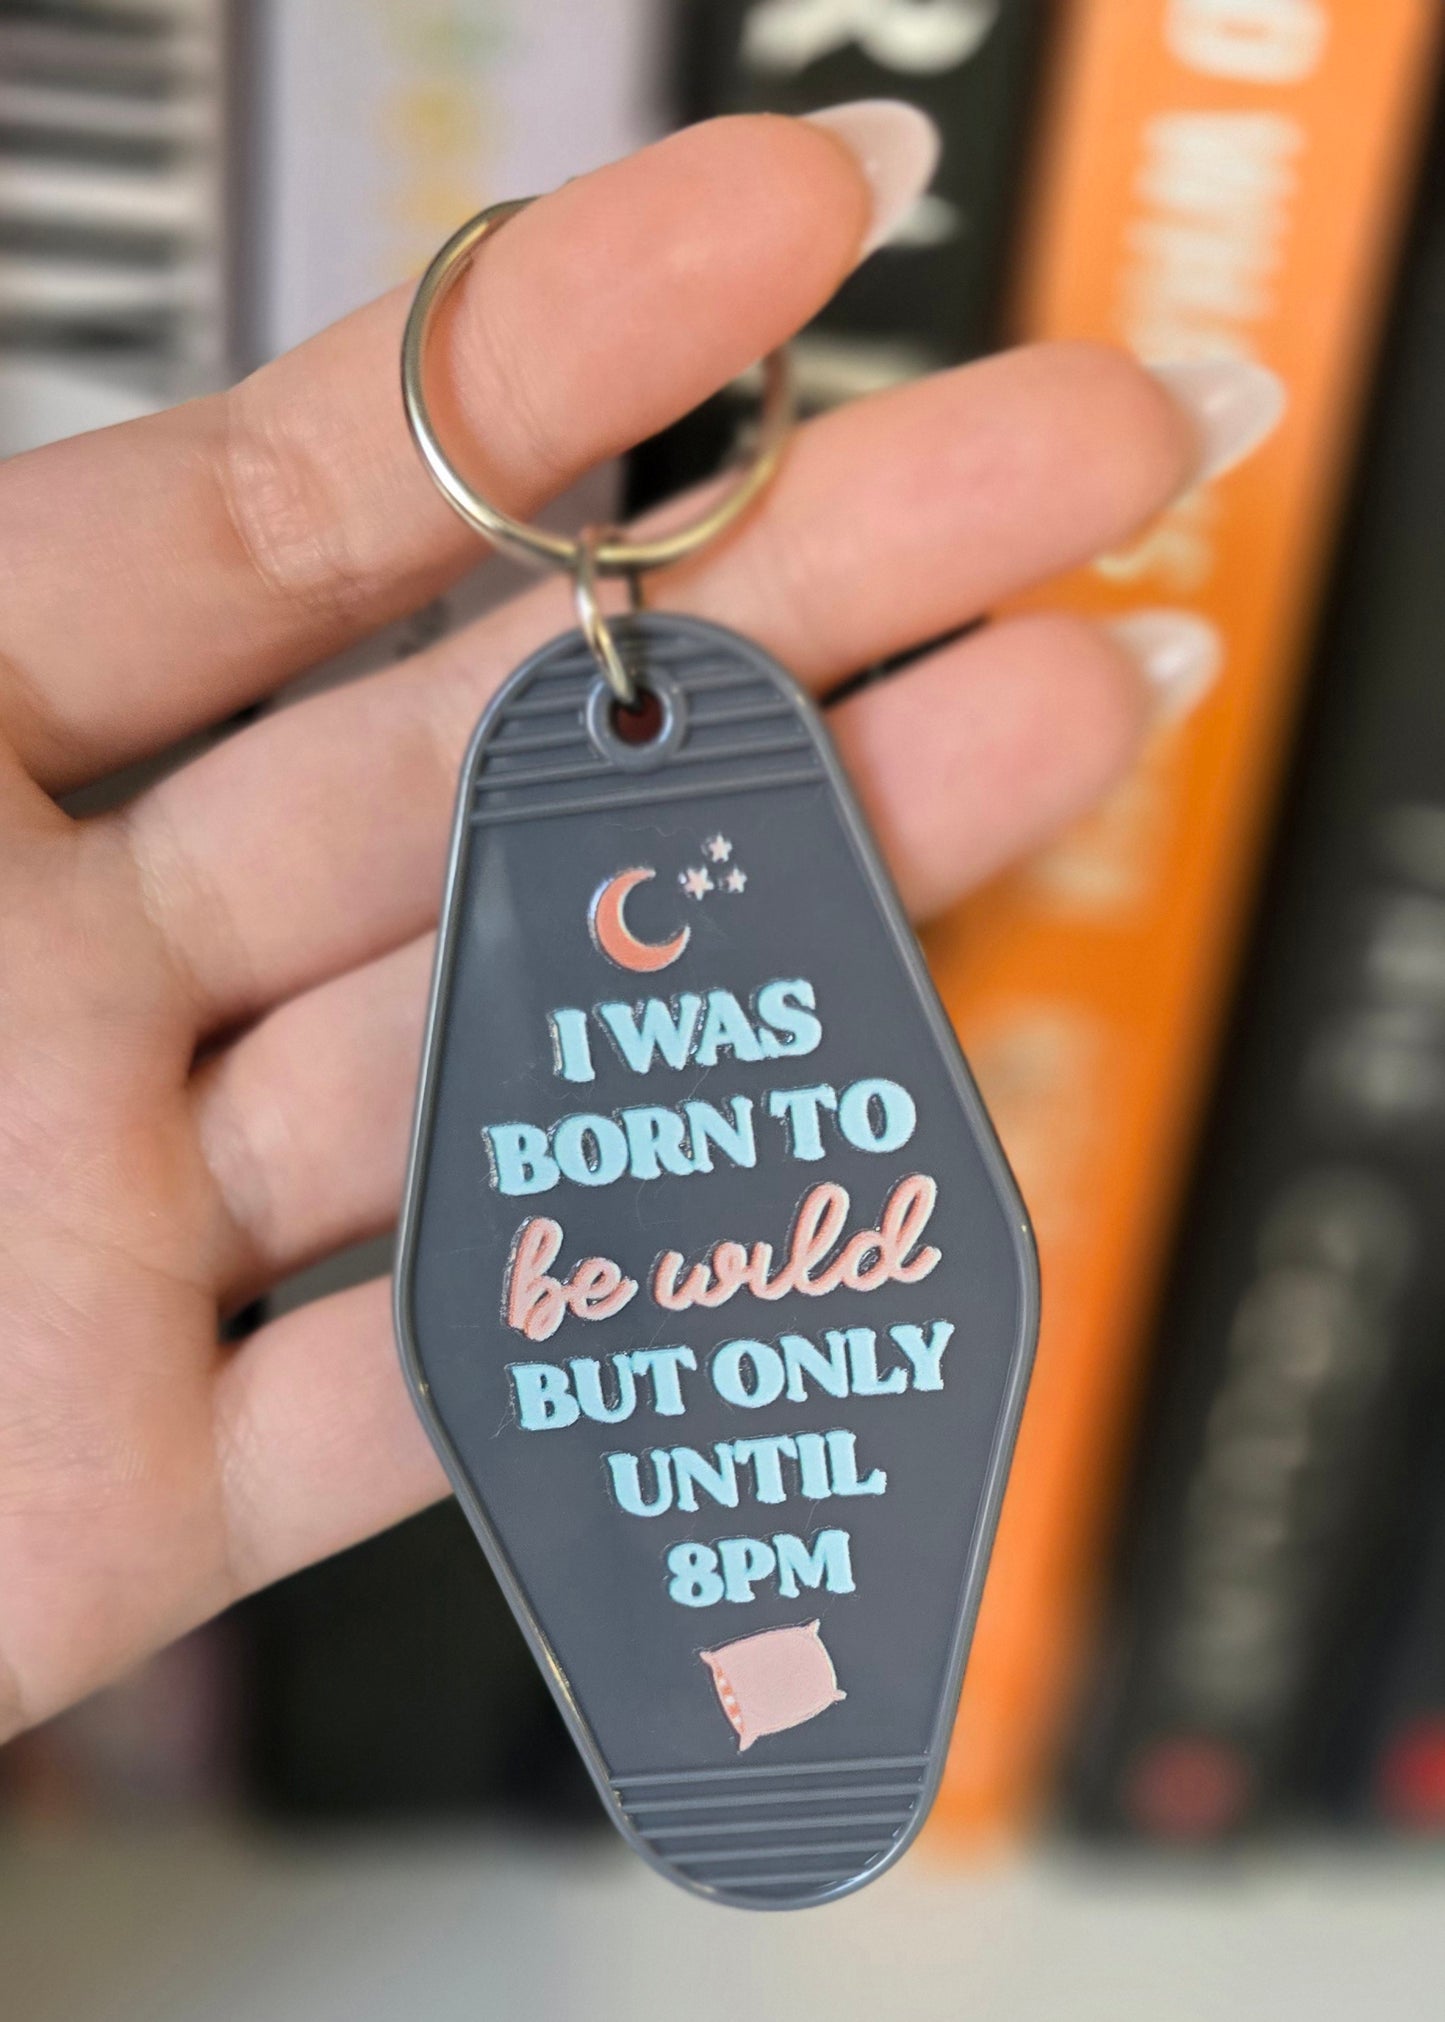 I WAS
BORN TO
be wild
BUT ONLY
UNTIL
8PM